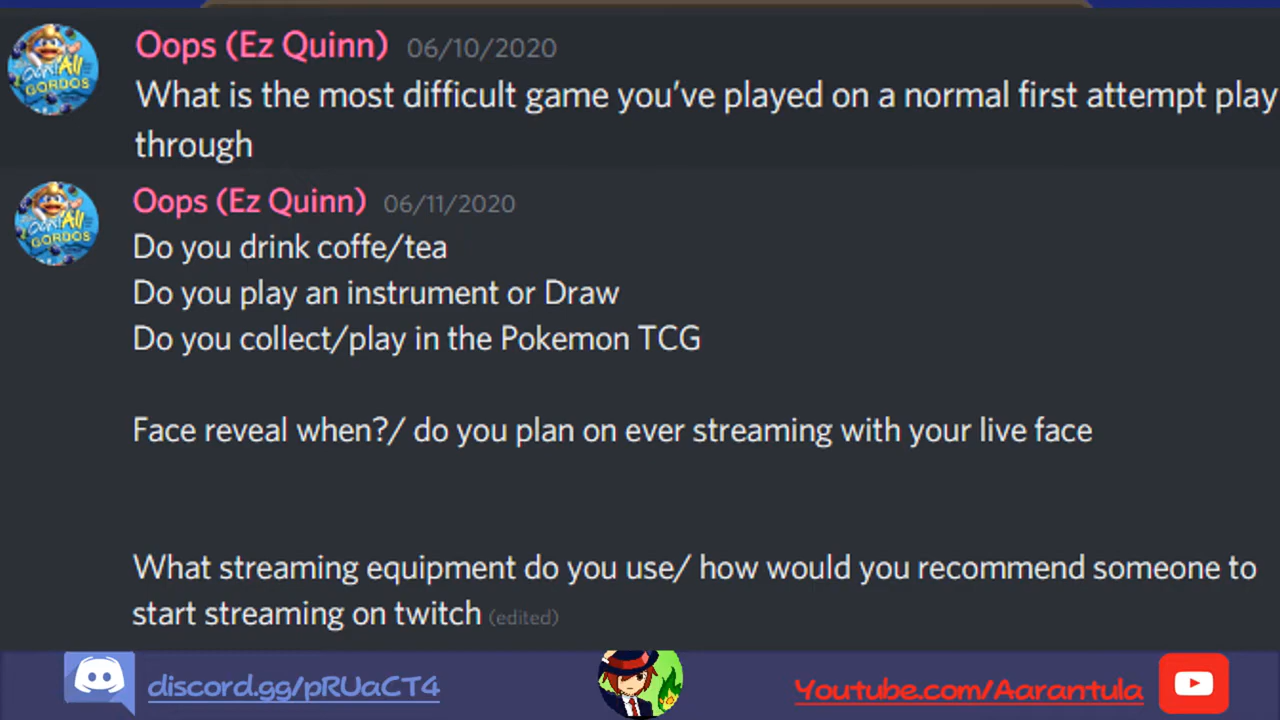 Oops (Ez Quinn) 06/10/2020
What is the most difficult game you've played on a normal first attempt play
through
Oops (Ez Quinn) 06/11/2020
Do you drink coffe/tea
Do you play an instrument or Draw
Do you collect/play in the Pokemon TCG
Face reveal when?/ do you plan on ever streaming with your live face
What streaming equipment do you use/ how would you recommend someone to
start streaming on twitch (edited)
discord.gg/pRUaCT4
Youtube.com/Aarantula